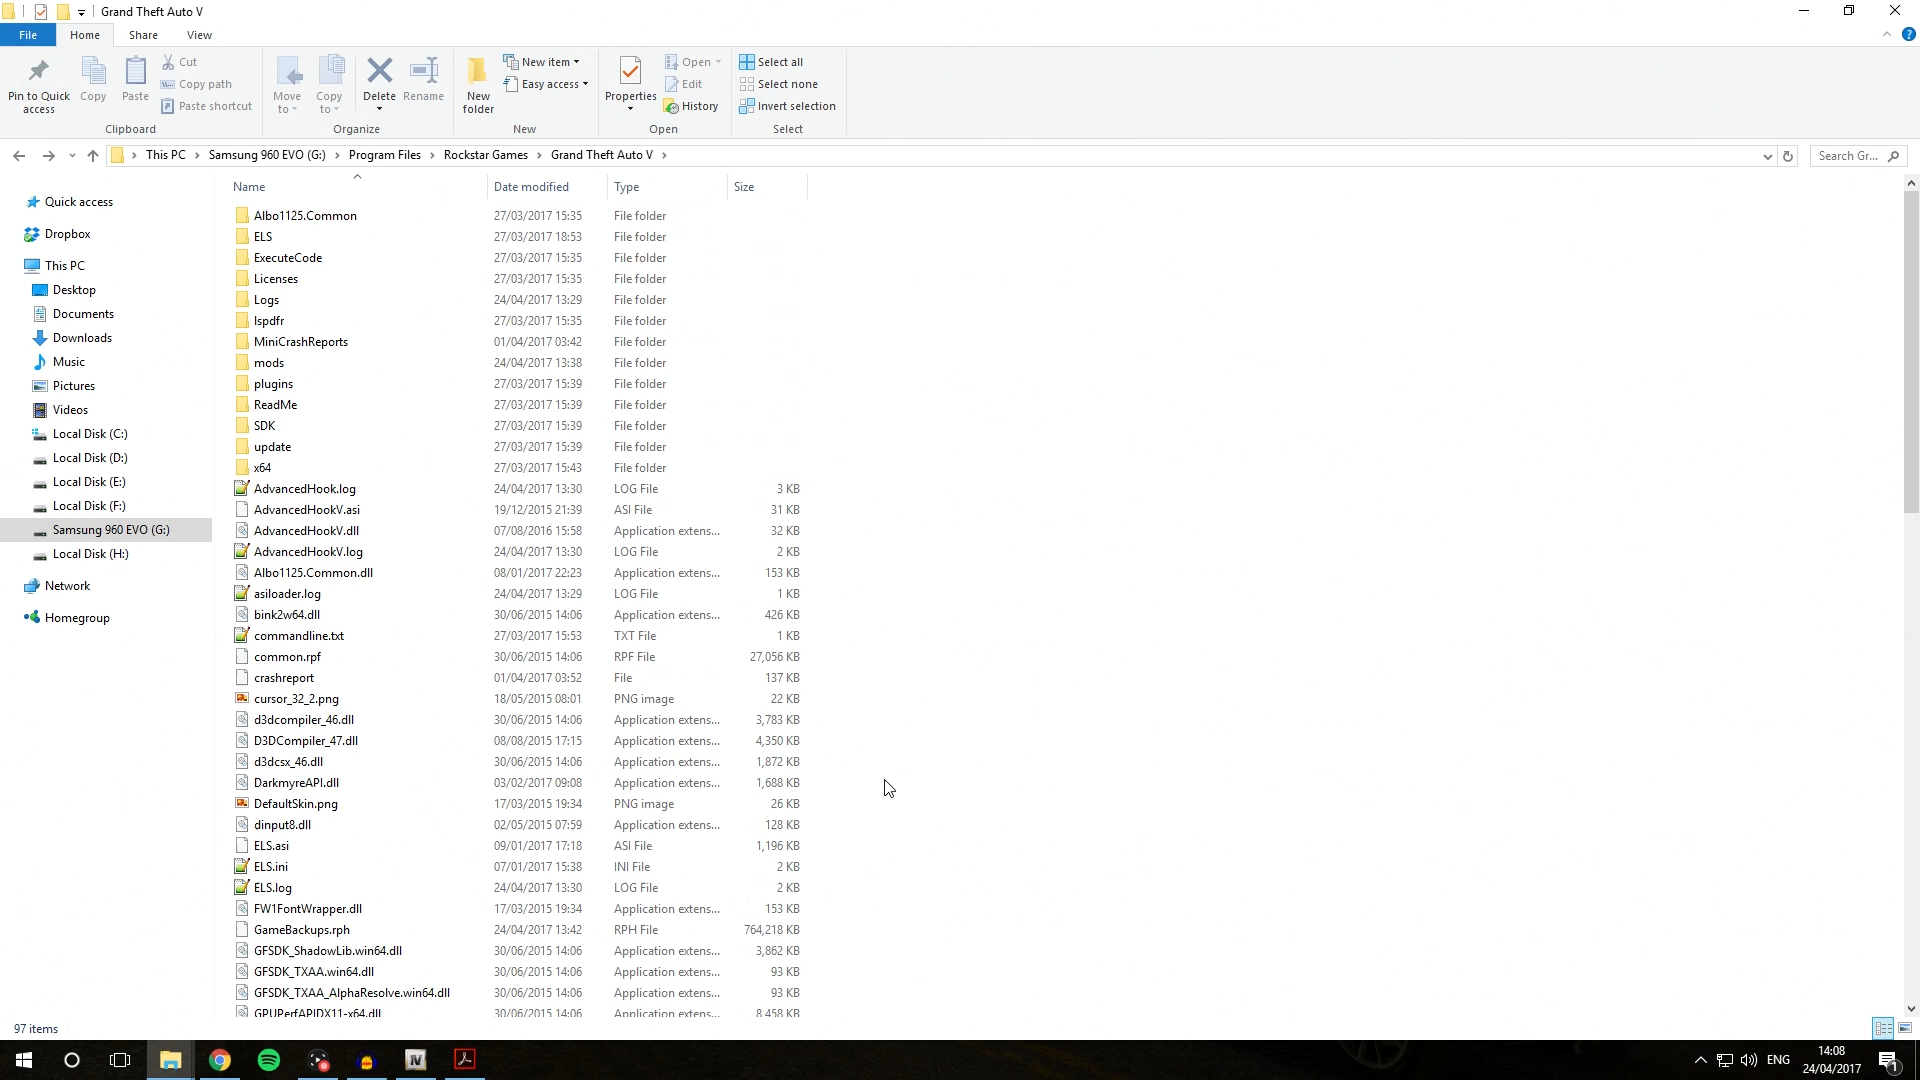 Grand Theft Auto V
File Home Share View
Pin to Quick access
Copy
Paste
Cut
Copy path
Paste shortcut
Clipboard
Move to
Copy to
Delete
Rename
Organize
New folder
New item
Easy access
New
Properties
Open
Edit
History
Open
Select all
Select none
Invert selection
Select
This PC Samsung 960 EVO (G:) Program Files Rockstar Games Grand Theft Auto V
Search Gr...
Quick access
Dropbox
This PC
Desktop
Documents
Downloads
Music
Pictures
Videos
Local Disk (C:)
Local Disk (D:)
Local Disk (E:)
Local Disk (F:)
Samsung 960 EVO (G:)
Local Disk (H:)
Network
Homegroup
Name Date modified Type Size
Albo1125.Common 27/03/2017 15:35 File folder
ELS 27/03/2017 18:53 File folder
ExecuteCode 27/03/2017 15:35 File folder
Licenses 27/03/2017 15:35 File folder
Logs 24/04/2017 13:29 File folder
lspdfr 27/03/2017 15:35 File folder
MiniCrashReports 01/04/2017 03:42 File folder
mods 24/04/2017 13:38 File folder
plugins 27/03/2017 15:39 File folder
ReadMe 27/03/2017 15:39 File folder
SDK 27/03/2017 15:39 File folder
update 27/03/2017 15:39 File folder
x64 27/03/2017 15:43 File folder
AdvancedHook.log 24/04/2017 13:30 LOG File 3 KB
AdvancedHookV.asi 19/12/2015 21:39 ASI File 31 KB
AdvancedHookV.dll 07/08/2016 15:58 Application extens... 32 KB
AdvancedHookV.log 24/04/2017 13:30 LOG File 2 KB
Albo1125.Common.dll 08/01/2017 22:23 Application extens... 153 KB
asiloader.log 24/04/2017 13:29 LOG File 1 KB
bink2w64.dll 30/06/2015 14:06 Application extens... 426 KB
commandline.txt 27/03/2017 15:53 TXT File 1 KB
common.rpf 30/06/2015 14:06 RPF File 27,056 KB
crashreport 01/04/2017 03:52 File 137 KB
cursor_32_2.png 18/05/2015 08:01 PNG image 22 KB
d3dcompiler_46.dll 30/06/2015 14:06 Application extens... 3,783 KB
D3DCompiler_47.dll 08/08/2015 17:15 Application extens... 4,350 KB
d3dcsx_46.dll 30/06/2015 14:06 Application extens... 1,872 KB
DarkmyreAPI.dll 03/02/2017 09:08 Application extens... 1,688 KB
DefaultSkin.png 17/03/2015 19:34 PNG image 26 KB
dinput8.dll 02/05/2015 07:59 Application extens... 128 KB
ELS.asi 09/01/2017 17:18 ASI File 1,196 KB
ELS.ini 07/01/2017 15:38 INI File 2 KB
ELS.log 24/04/2017 13:30 LOG File 2 KB
FW1FontWrapper.dll 17/03/2015 19:34 Application extens... 153 KB
GameBackups.rph 24/04/2017 13:42 RPH File 764,218 KB
GFSDK_ShadowLib.win64.dll 30/06/2015 14:06 Application extens... 3,862 KB
GFSDK_TXAA.win64.dll 30/06/2015 14:06 Application extens... 93 KB
GFSDK_TXAA_AlphaResolve.win64.dll 30/06/2015 14:06 Application extens... 93 KB
GPUPerfAPIDX11-x64.dll 30/06/2015 14:06 Application extens... 8,458 KB
97 items
IV
ENG
14:08
24/04/2017
1